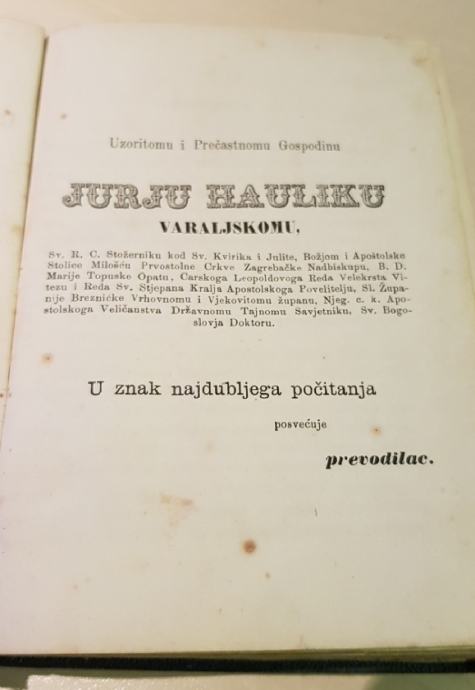 Uzoritomu i Prečastnomu Gospodinu
JURJU HAULIKU
VARALJSKOMU,
Sv. R. C. Stožerniku kod Sv. Kvirika i Julite, Božjom i Apoštolske
Stolice Milošću Prvostolne Crkve Zagrebačke Nadbiskupu, B. D.
Marije Topuske Opatu, Carskoga Leopoldovoga Reda Velekrsta Vi-
tezu i Reda Sv. Stjepana Kralja Apostolskoga Povelitelju, Sl. Župa-
nije Brezničke Vrhovnomu i Vjekovitomu županu, Njeg. c. k. Apo-
stolskoga Veličanstva Državnomu Tajnomu Savjetniku, Sv. Bogo-
slovja Doktoru.
U znak najdubljega počitanja
posvećuje
prevodilac.